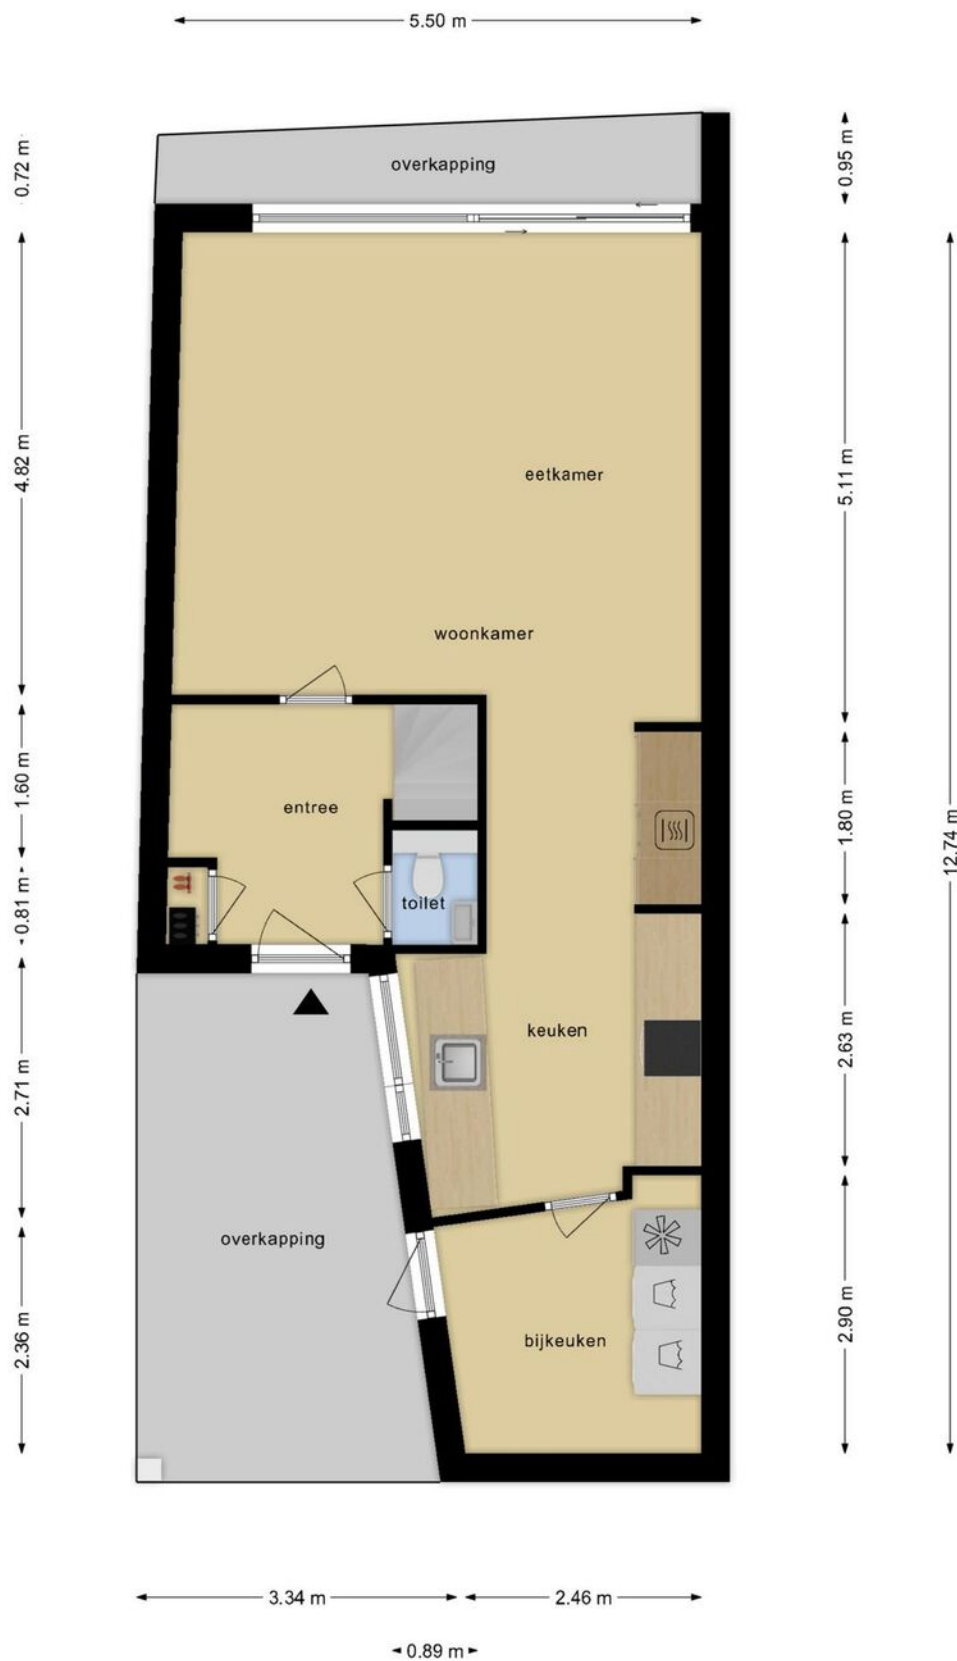 5.50 m
0.72 m
overkapping
0.95 m
4.82 m
eetkamer
5.11 m
woonkamer
1.60 m
entree
1.80 m
12.74 m
0.81 m
toilet
2.71 m
keuken
2.63 m
overkapping
2.36 m
bijkeuken
2.90 m
3.34 m
2.46 m
0.89 m